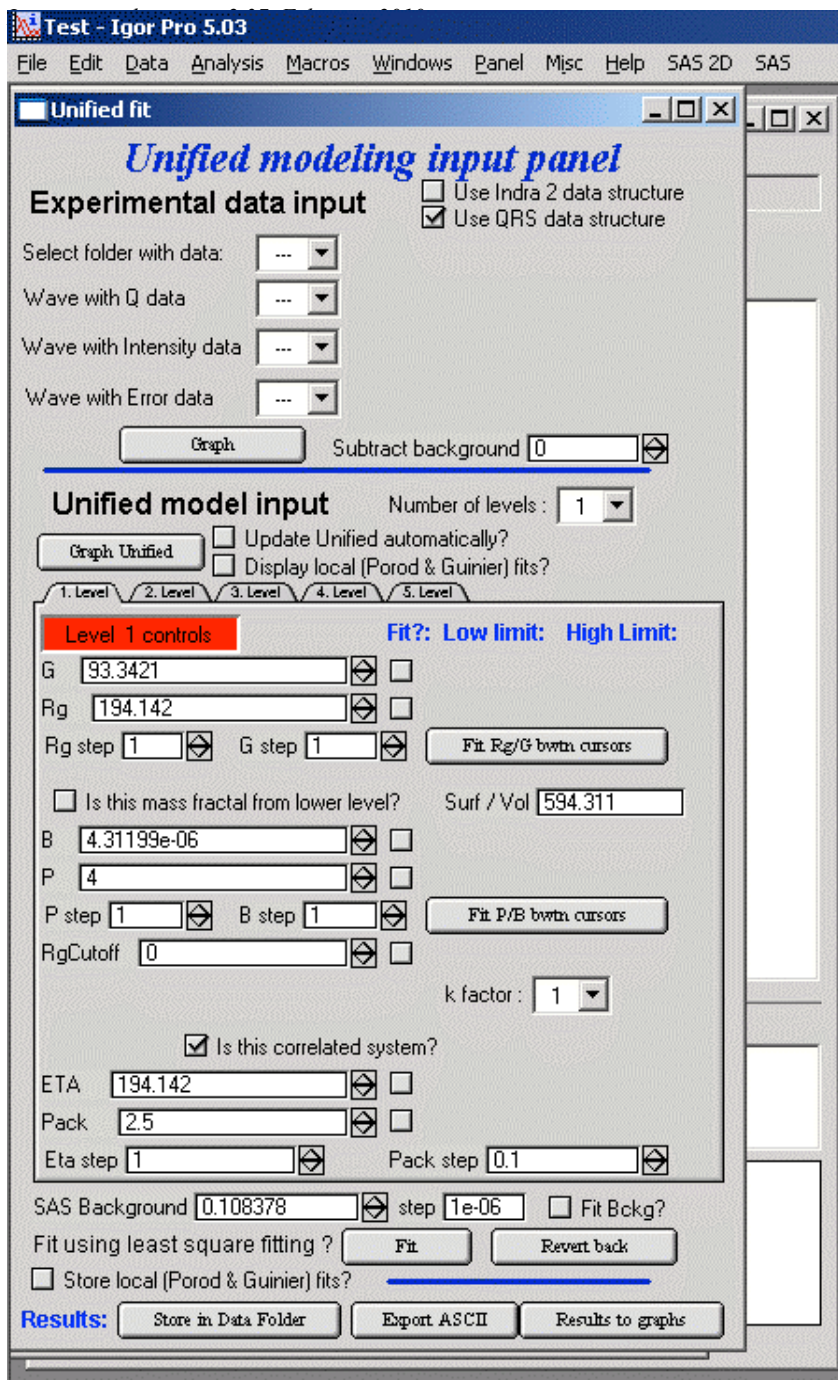 Test - Igor Pro 5.03
File Edit Data Analysis Macros Windows Panel Misc Help SAS 2D SAS
Unified fit
Unified modeling input panel
Experimental data input
Use Indra 2 data structure
Use QRS data structure
Select folder with data: ---
Wave with Q data ---
Wave with Intensity data ---
Wave with Error data ---
Graph Subtract background 0
Unified model input Number of levels : 1
Graph Unified
Update Unified automatically?
Display local (Porod & Guinier) fits?
1. Level 2. Level 3. Level 4. Level 5. Level
Level 1 controls Fit?: Low limit: High Limit:
G 93.3421
Rg 194.142
Rg step 1 G step 1 Fit Rg/G bwtn cursors
Is this mass fractal from lower level? Surf / Vol 594.311
B 4.31199e-06
P 4
P step 1 B step 1 Fit P/B bwtn cursors
RgCutoff 0
k factor : 1
Is this correlated system?
ETA 194.142
Pack 2.5
Eta step 1 Pack step 0.1
SAS Background 0.108378 step 1e-06 Fit Bckg?
Fit using least square fitting ? Fit Revert back
Store local (Porod & Guinier) fits?
Results: Store in Data Folder Export ASCII Results to graphs